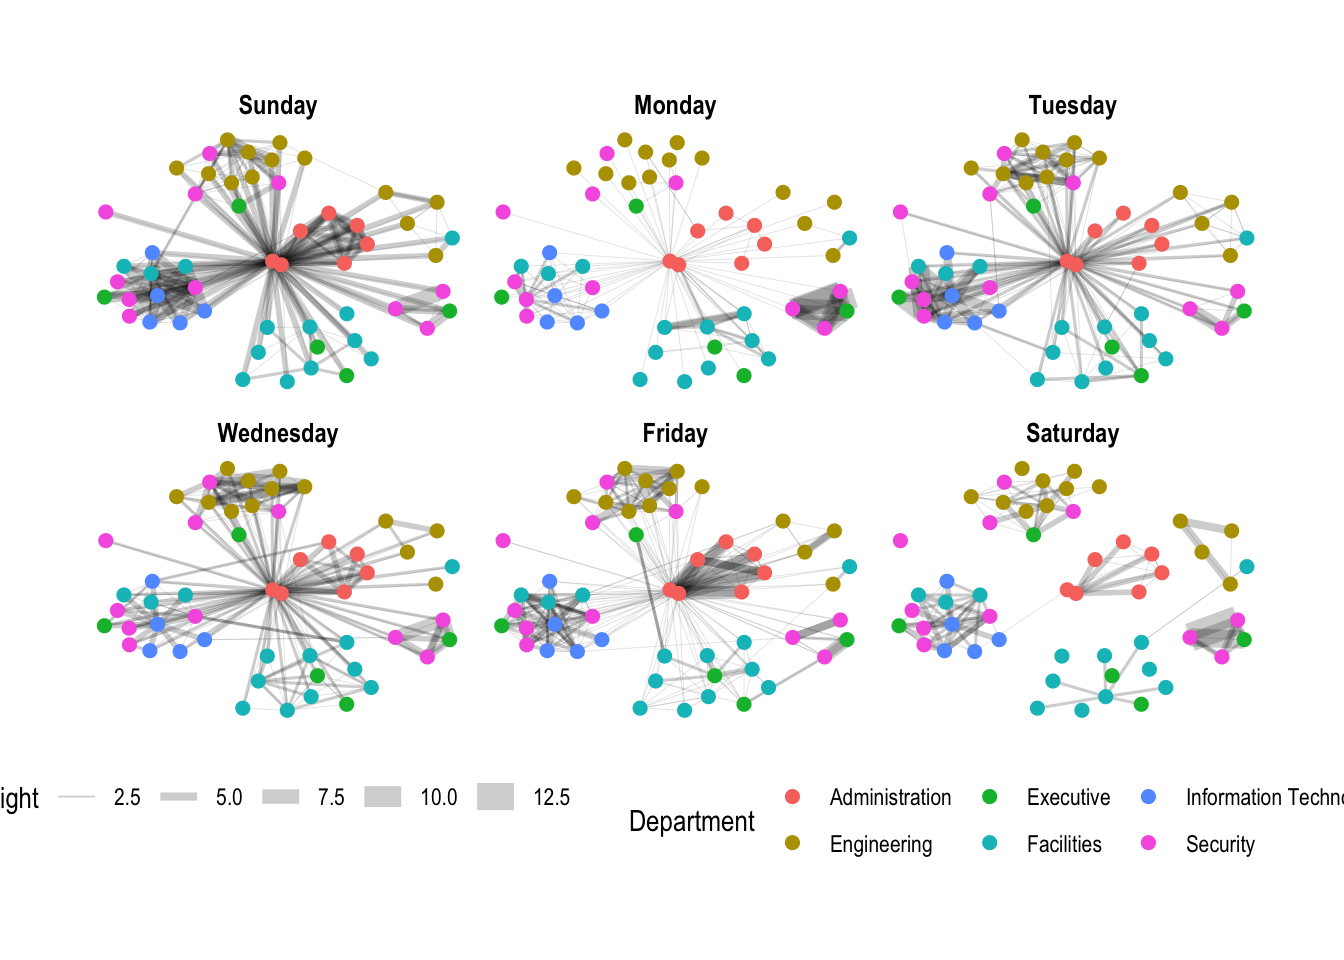 Sunday
Monday
Tuesday
Wednesday
Friday
Saturday
ight 2.5 5.0 7.5 10.0 12.5
Department
Administration Executive Information Techno
Engineering Facilities Security